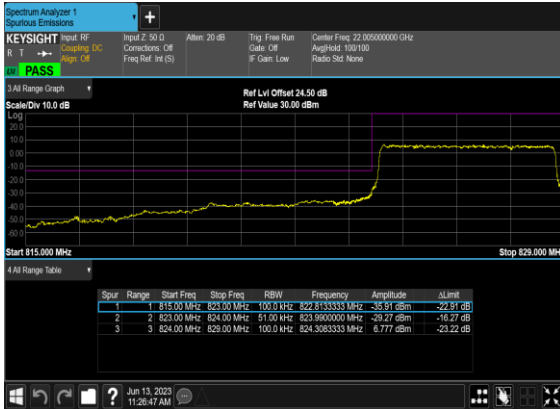 Spectrum Analyzer 1
Spurious Emissions
+
KEYSIGHT Input: RF Input Z: 50 Ω Atten: 20 dB Trig: Free Run Center Freq: 22.005000000 GHz
R T Coupling: DC Corrections: Off Gate: Off Avg|Hold: 100/100
Align: Off Freq Ref: Int (S) IF Gain: Low Radio Std: None
PASS
3 All Range Graph
Ref Lvl Offset 24.50 dB
Scale/Div 10.0 dB Ref Value 30.00 dBm
Log
20.0
10.0
0.00
-10.0
-20.0
-30.0
-40.0
-50.0
-60.0
Start 815.000 MHz Stop 829.000 MH
4 All Range Table
Spur Range Start Freq Stop Freq RBW Frequency Amplitude ΔLimit
1 1 815.00 MHz 823.00 MHz 100.0 kHz 822.8133333 MHz -35.91 dBm -22.91 dB
2 2 823.00 MHz 824.00 MHz 51.00 kHz 823.9900000 MHz -29.27 dBm -16.27 dB
3 3 824.00 MHz 829.00 MHz 100.0 kHz 824.3083333 MHz 6.777 dBm -23.22 dB
? Jun 13, 2023
11:26:47 AM